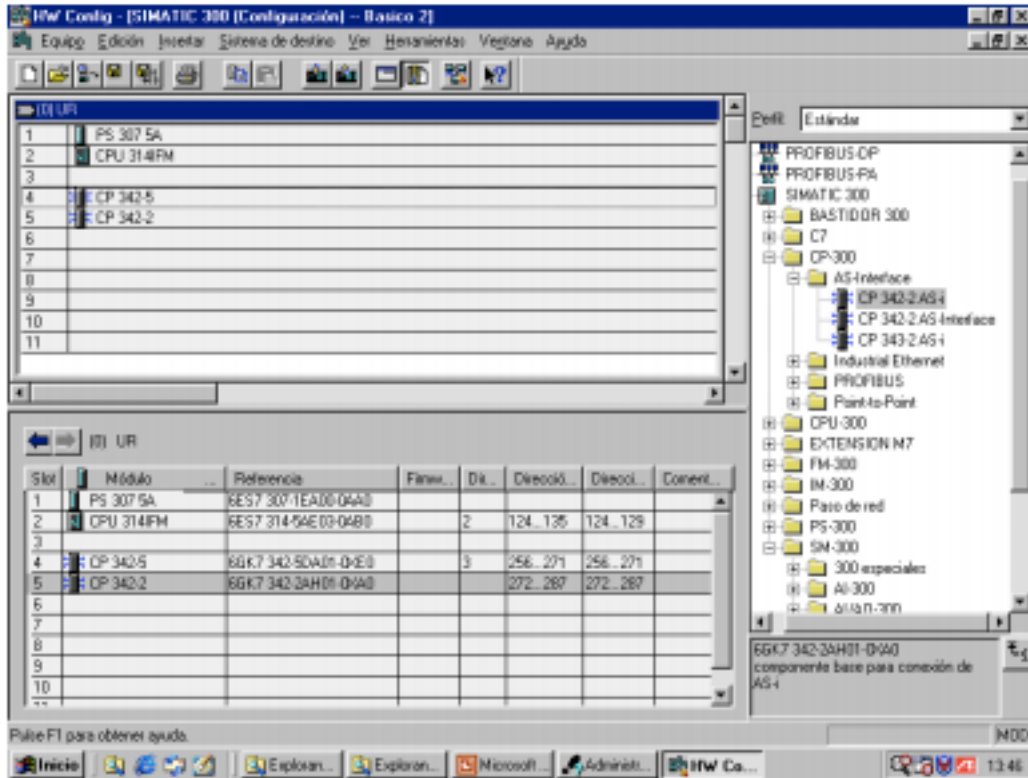 HW Config - [SIMATIC 300 (Configuración) -- Basico 2]
Equipo Edición Insertar Sistema de destino Ver Herramientas Ventana Ayuda
(0) UR
1 PS 307 5A
2 CPU 314IFM
3
4 CP 342-5
5 CP 342-2
6
7
8
9
10
11
Perfil: Estándar
PROFIBUS-DP
PROFIBUS-PA
SIMATIC 300
BASTIDOR 300
C7
CP-300
AS-Interface
CP 342-2 AS-i
CP 342-2 AS-Interface
CP 343-2 AS-i
Industrial Ethernet
PROFIBUS
Point-to-Point
CPU-300
EXTENSION M7
FM-300
IM-300
Paso de red
PS-300
SM-300
300 especiales
AI-300
AI/AO-300
6GK7 342-2AH01-0XA0
componente base para conexión de
AS-i
(0) UR
Slot Módulo ... Referencia Firmw... Dir... Direcció... Direcci... Coment...
1 PS 307 5A 6ES7 307-1EA00-0AA0
2 CPU 314IFM 6ES7 314-5AE03-0AB0 2 124...135 124...129
3
4 CP 342-5 6GK7 342-5DA01-0XE0 3 256...271 256...271
5 CP 342-2 6GK7 342-2AH01-0XA0 272...287 272...287
6
7
8
9
10
11
Pulse F1 para obtener ayuda. MOD
Inicio Exploran... Exploran... Microsoft ... Administr... HW Co... 13:46